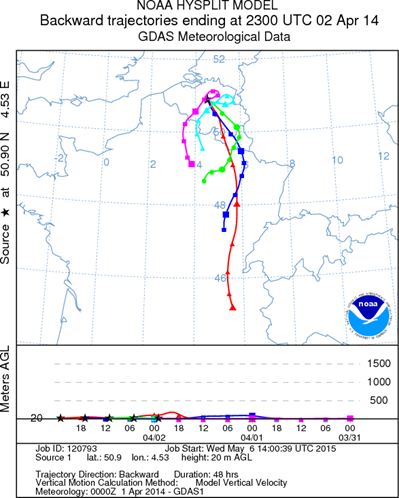 NOAA HYSPLIT MODEL
Backward trajectories ending at 2300 UTC 02 Apr 14
GDAS Meteorological Data
Source ★ at 50.90 N 4.53 E
52
-2
2
4
10
12
48
46
noaa
Meters AGL
1500
1000
500
20
18 12 06 00 18 12 06 00 18 12 06 00
04/02 04/01 03/31
Job ID: 120793 Job Start: Wed May 6 14:00:39 UTC 2015
Source 1 lat.: 50.9 lon.: 4.53 height: 20 m AGL
Trajectory Direction: Backward Duration: 48 hrs
Vertical Motion Calculation Method: Model Vertical Velocity
Meteorology: 0000Z 1 Apr 2014 - GDAS1